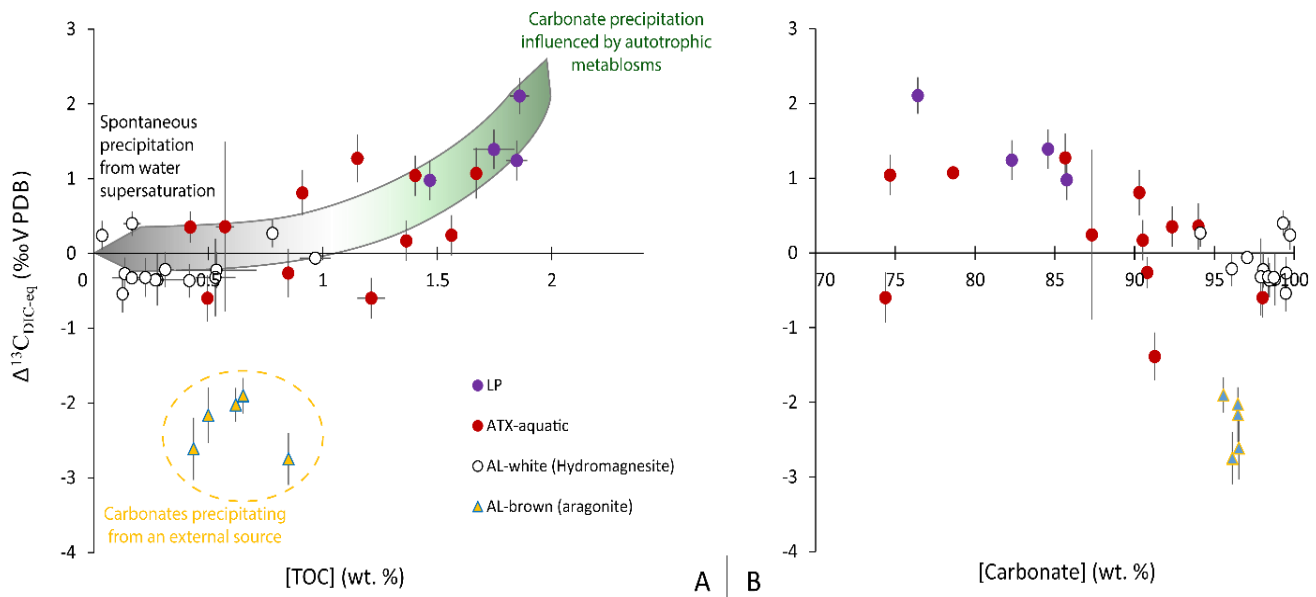 Carbonate precipitation
influenced by autotrophic
metablosms
Spontaneous
precipitation
from water
supersaturation
3
2
1
0
-1
-2
-3
-4
0
0.5
1
1.5
2
Δ13CDIC-eq (‰VPDB)
LP
ATX-aquatic
AL-white (Hydromagnesite)
AL-brown (aragonite)
Carbonates precipitating
from an external source
[TOC] (wt. %)
A | B
3
2
1
0
-1
-2
-3
-4
70
75
80
85
90
95
100
[Carbonate] (wt. %)